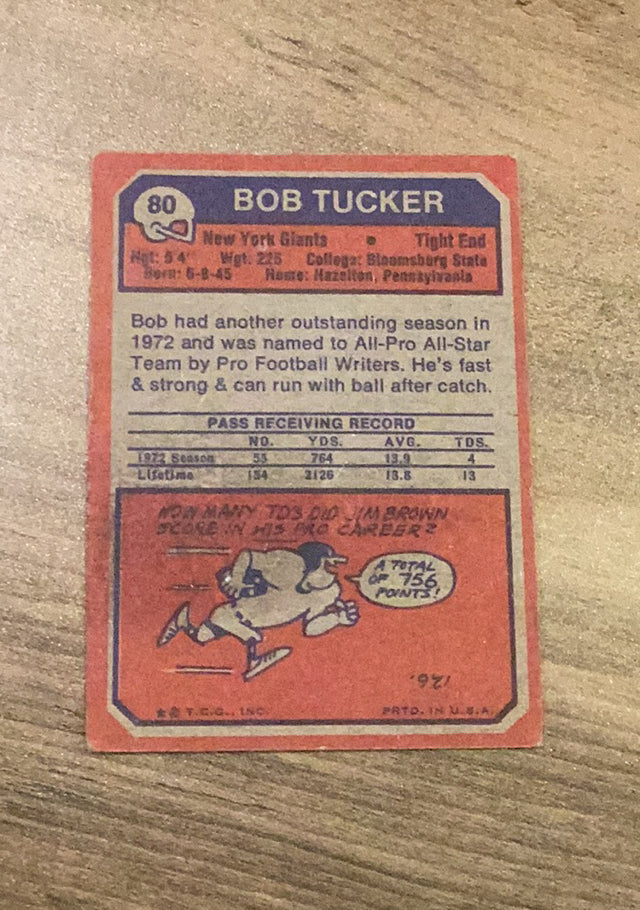 80
BOB TUCKER
New York Giants • Tight End
Hgt: Wgt. 225 College: Bloomsburg State
Born: 6-8-45 Home: Hazelton, Pennsylvania
Bob had another outstanding season in
1972 and was named to All-Pro All-Star
Team by Pro Football Writers. He's fast
& strong & can run with ball after catch.
PASS RECEIVING RECORD
NO. YDS. AVG. TDS.
1972 Season 55 764 13.9 4
Lifetime 154 2126 13.8 13
HOW MANY TDS DID JIM BROWN
SCORE IN HIS PRO CAREER?
A TOTAL
OF 756
POINTS!
126.
★ © T.C.G., INC. PRTD. IN U.S.A.